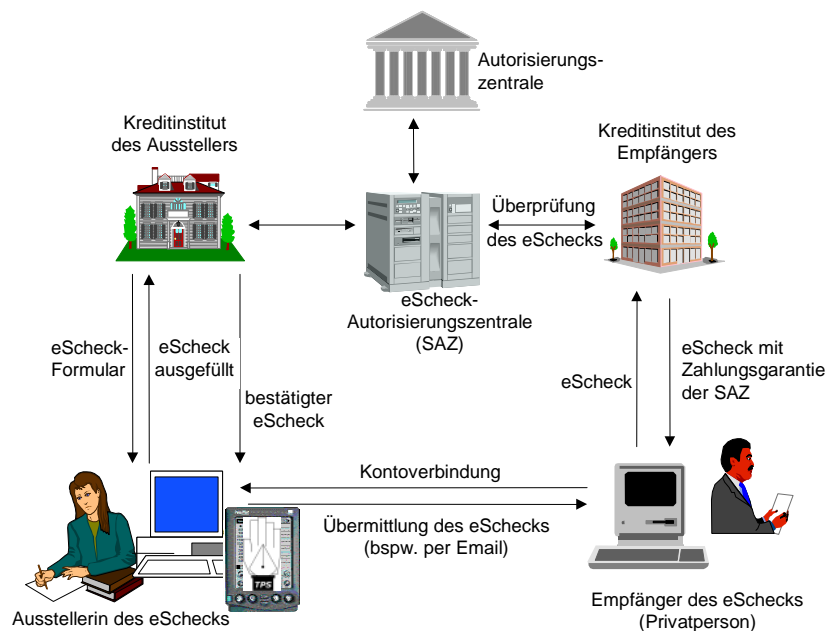 Autorisierungs-
zentrale
Kreditinstitut
des Ausstellers
Kreditinstitut des
Empfängers
Überprüfung
des eSchecks
eScheck-
Autorisierungszentrale
(SAZ)
eScheck-
Formular
eScheck
ausgefüllt
bestätigter
eScheck
eScheck
eScheck mit
Zahlungsgarantie
der SAZ
Kontoverbindung
Übermittlung des eSchecks
(bspw. per Email)
TPS
Ausstellerin des eSchecks
Empfänger des eSchecks
(Privatperson)